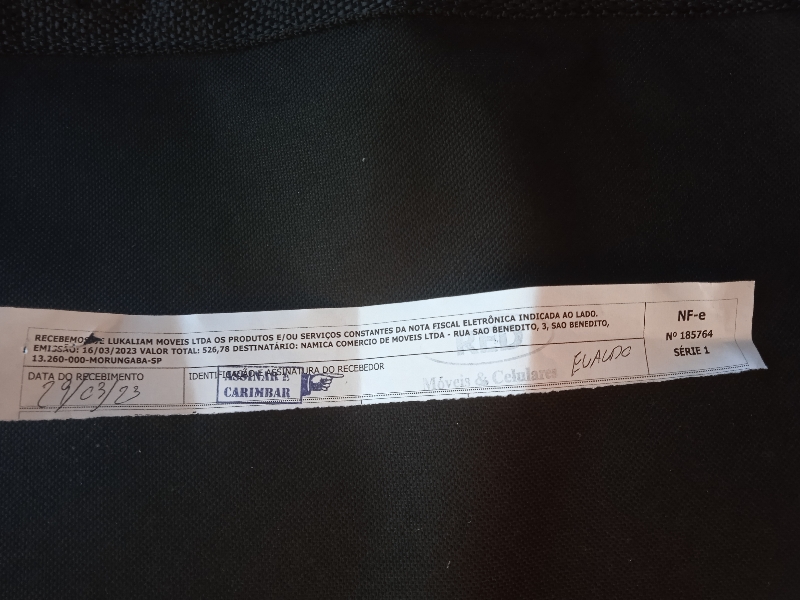 RECEBEMOS DE LUKALIAM MOVEIS LTDA OS PRODUTOS E/OU SERVIÇOS CONSTANTES DA NOTA FISCAL ELETRÔNICA INDICADA AO LADO.
EMISSÃO: 16/03/2023 VALOR TOTAL: 526,78 DESTINATÁRIO: NAMICA COMERCIO DE MOVEIS LTDA - RUA SAO BENEDITO, 3, SAO BENEDITO,
13.260-000-MORUNGABA-SP
NF-e
Nº 185764
SÉRIE 1
DATA DO RECEBIMENTO
29/03/23
IDENTIFICAÇÃO E ASSINATURA DO RECEBEDOR
ASSINAR E
CARIMBAR
Móveis & Celulares
EVALDO